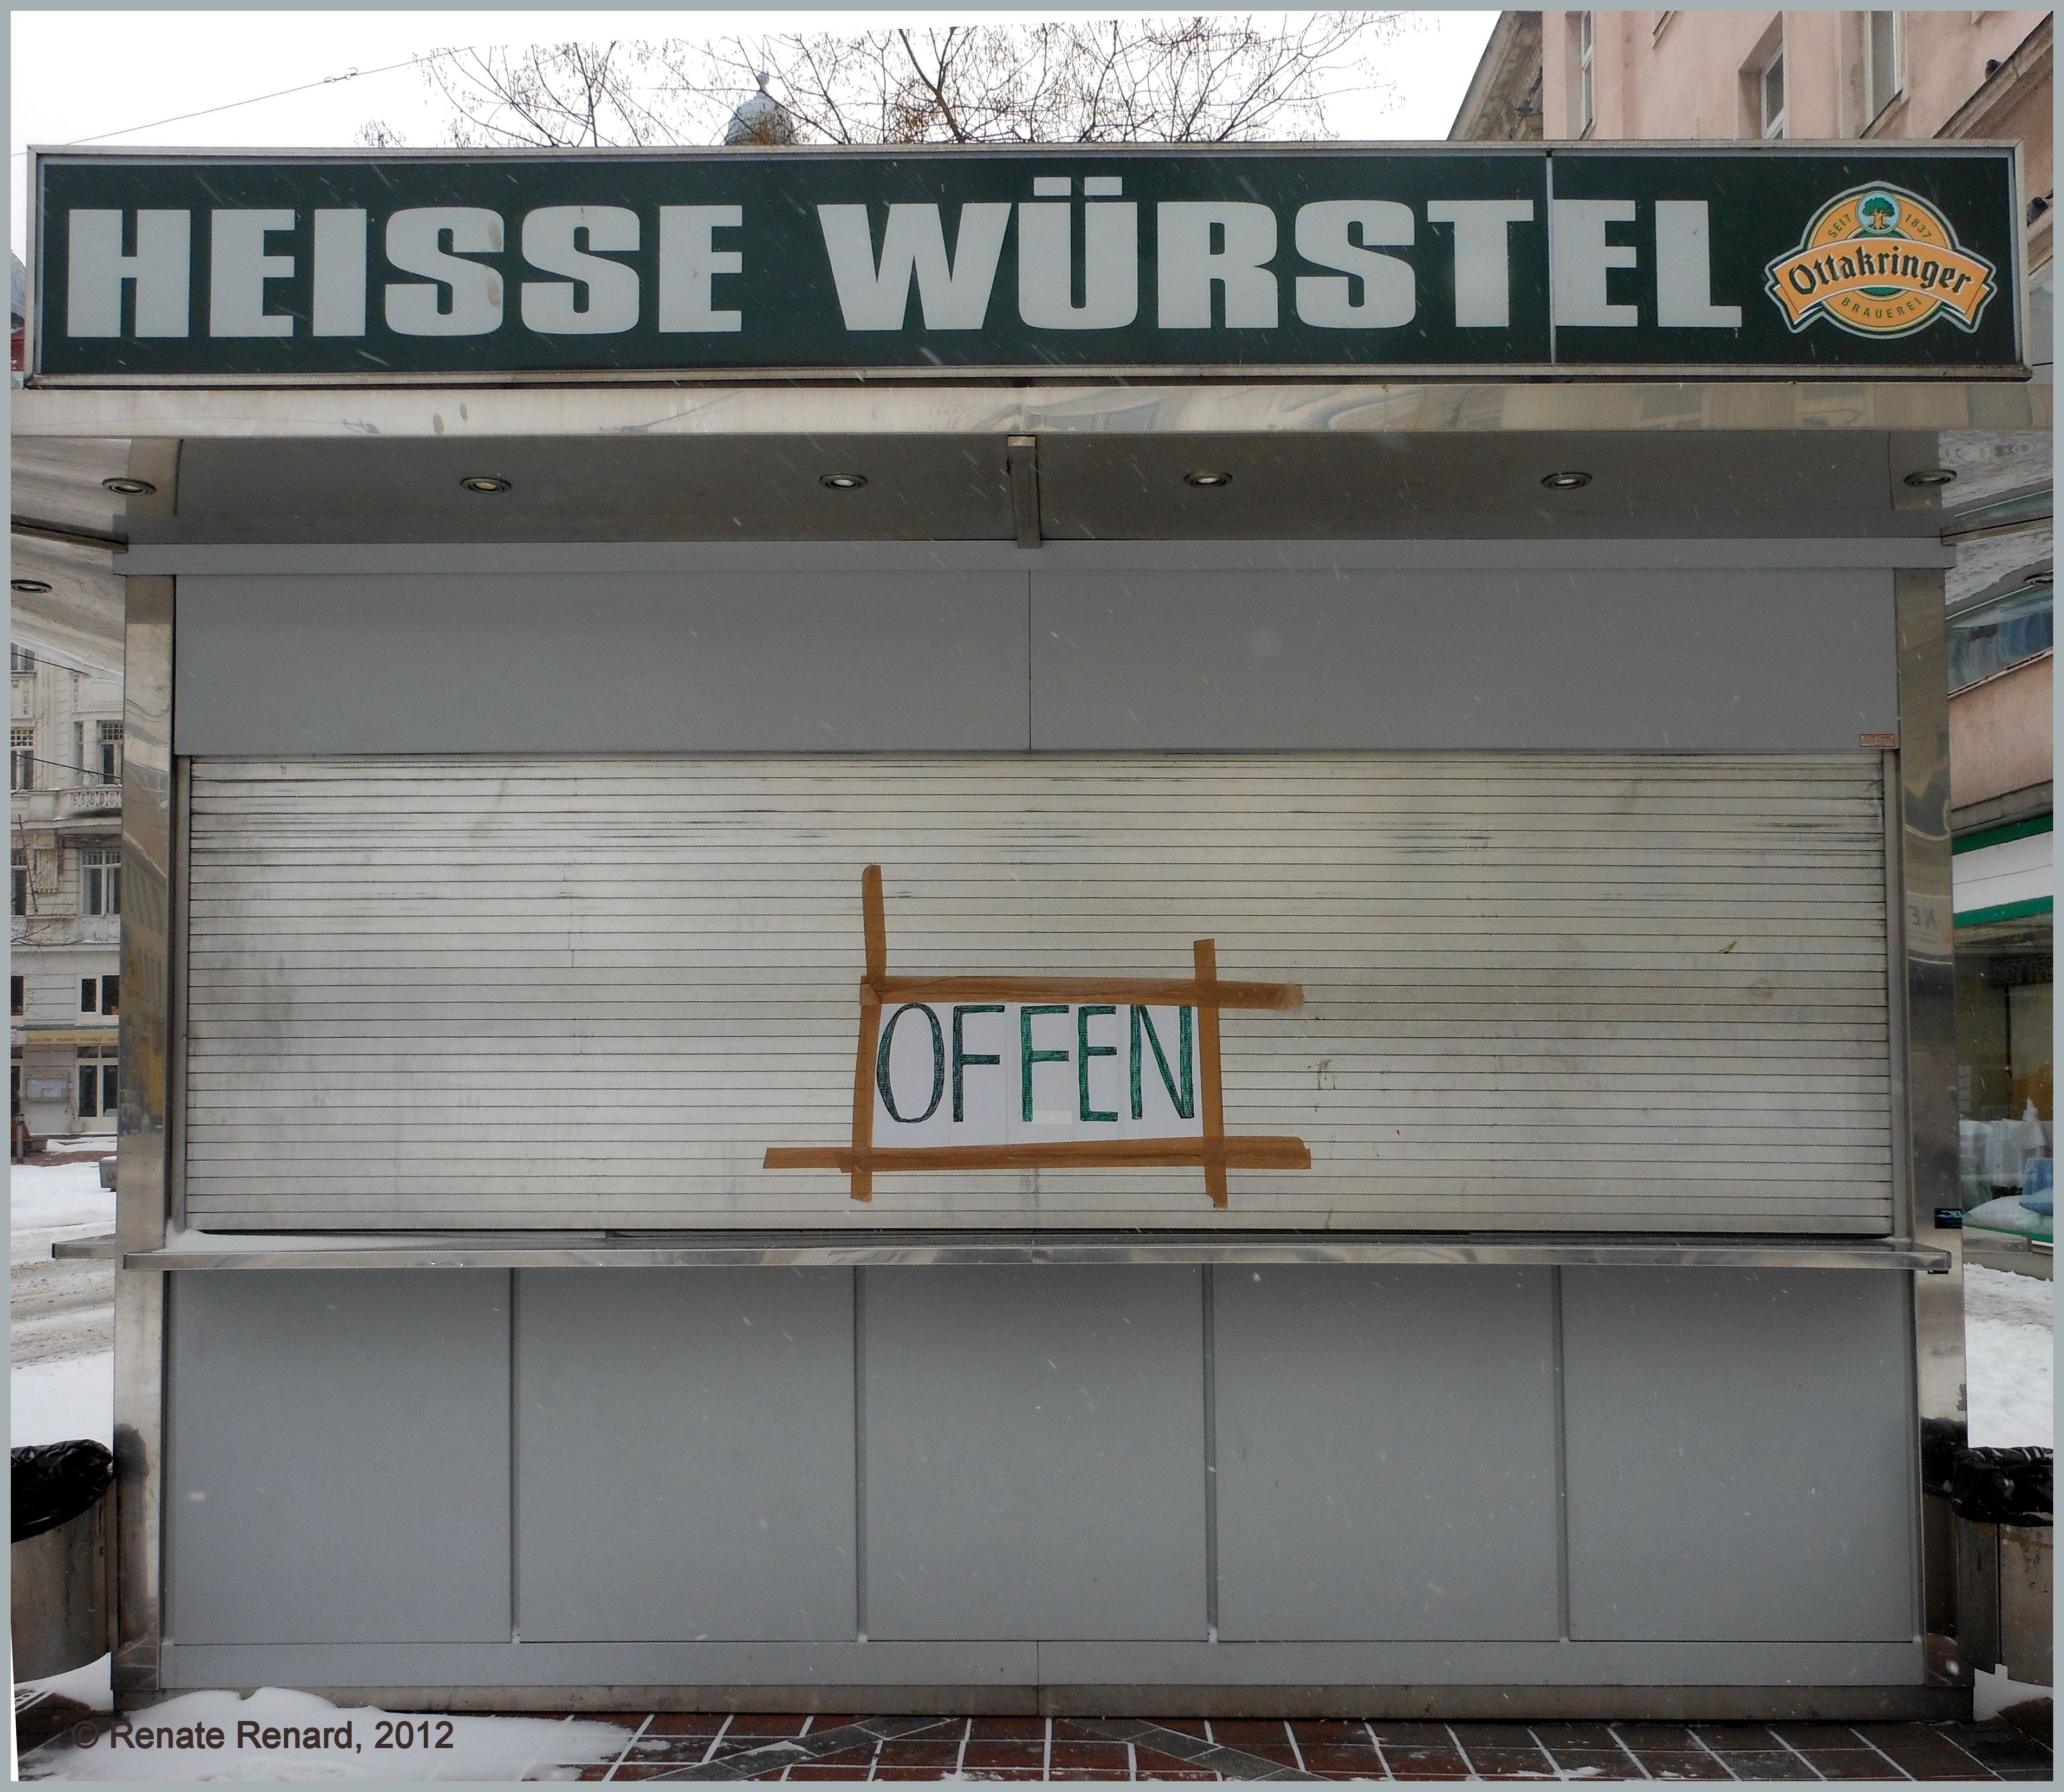 HEISSE WÜRSTEL
SEIT 1837
Ottakringer
BRAUEREI
OFFEN
© Renate Renard, 2012